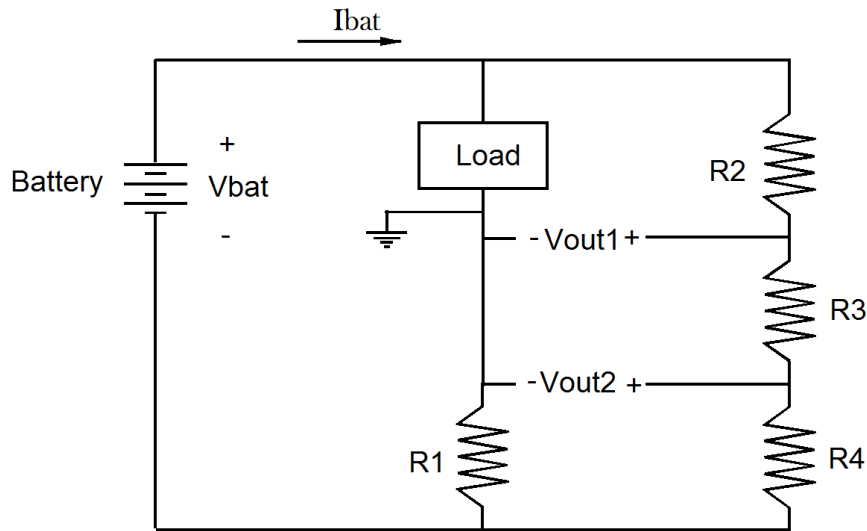 Ibat
Battery
+
Vbat
-
Load
R2
- Vout1 +
R3
- Vout2 +
R1
R4